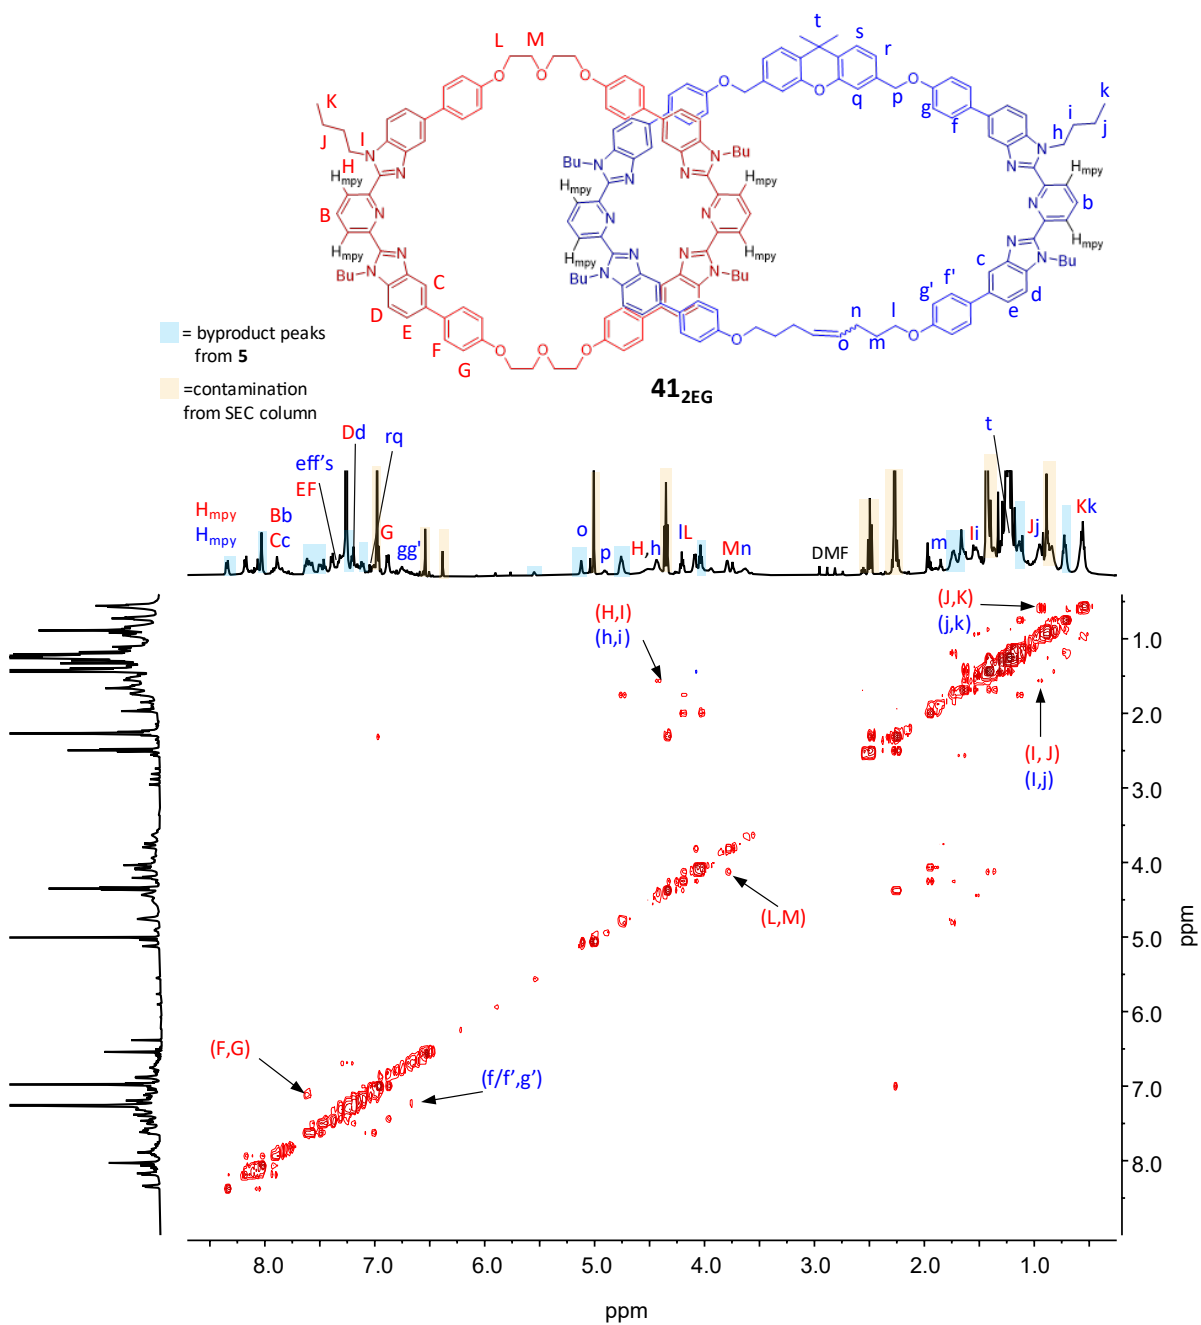 t
L M
s
r
O O O
O O
O
q
p
K
J I
H
N
N
g
f
k
i
j
h
N
N
Bu N
N
N Bu
N
Hmpy
Hmpy
Hmpy
B N
N
N
N
b
Hmpy
Hmpy
Hmpy
Hmpy
N
Bu N
C
N
Bu N
N
N Bu
c
N
N Bu
D
E
F
G
O O O
O
n l
g'
f'
e
d
o
m
O
= byproduct peaks
from 5
=contamination
from SEC column
41₂EG
Dd
rq
t
eff's
EF
Hmpy
Hmpy
Bb
Cc
G
gg'
o
p
H,h
lL
Mn
DMF
m
Ii
Jj
Kk
(H,I)
(h,i)
(J,K)
(j,k)
(I, J)
(I,j)
(L,M)
(F,G)
(f/f',g')
1.0
2.0
3.0
4.0
5.0
6.0
7.0
8.0
ppm
8.0 7.0 6.0 5.0 4.0 3.0 2.0 1.0
ppm